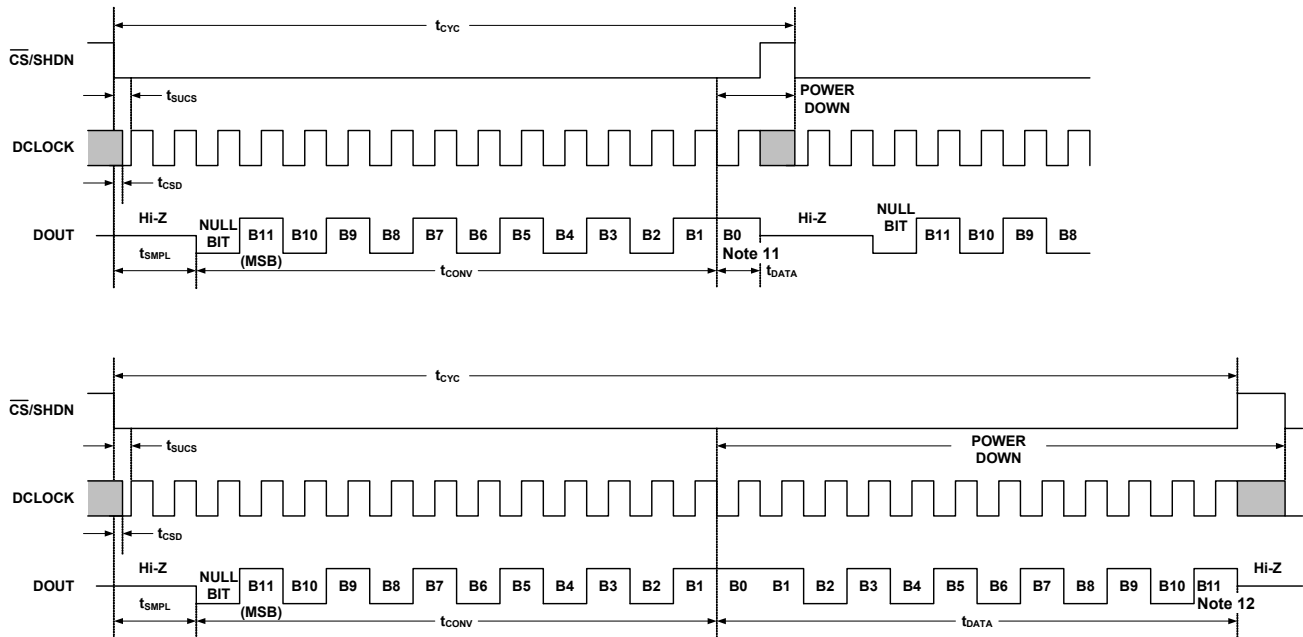 tCYC
CS/SHDN
tSUCS
POWER
DOWN
DCLOCK
tCSD
Hi-Z
NULL
BIT
B11
(MSB)
B10
B9
B8
B7
B6
B5
B4
B3
B2
B1
B0
Note 11
Hi-Z
NULL
BIT
B11
B10
B9
B8
DOUT
tSMPL
tCONV
tDATA
tCYC
CS/SHDN
tSUCS
POWER
DOWN
DCLOCK
tCSD
Hi-Z
NULL
BIT
B11
(MSB)
B10
B9
B8
B7
B6
B5
B4
B3
B2
B1
B0
B1
B2
B3
B4
B5
B6
B7
B8
B9
B10
B11
Note 12
Hi-Z
DOUT
tSMPL
tCONV
tDATA